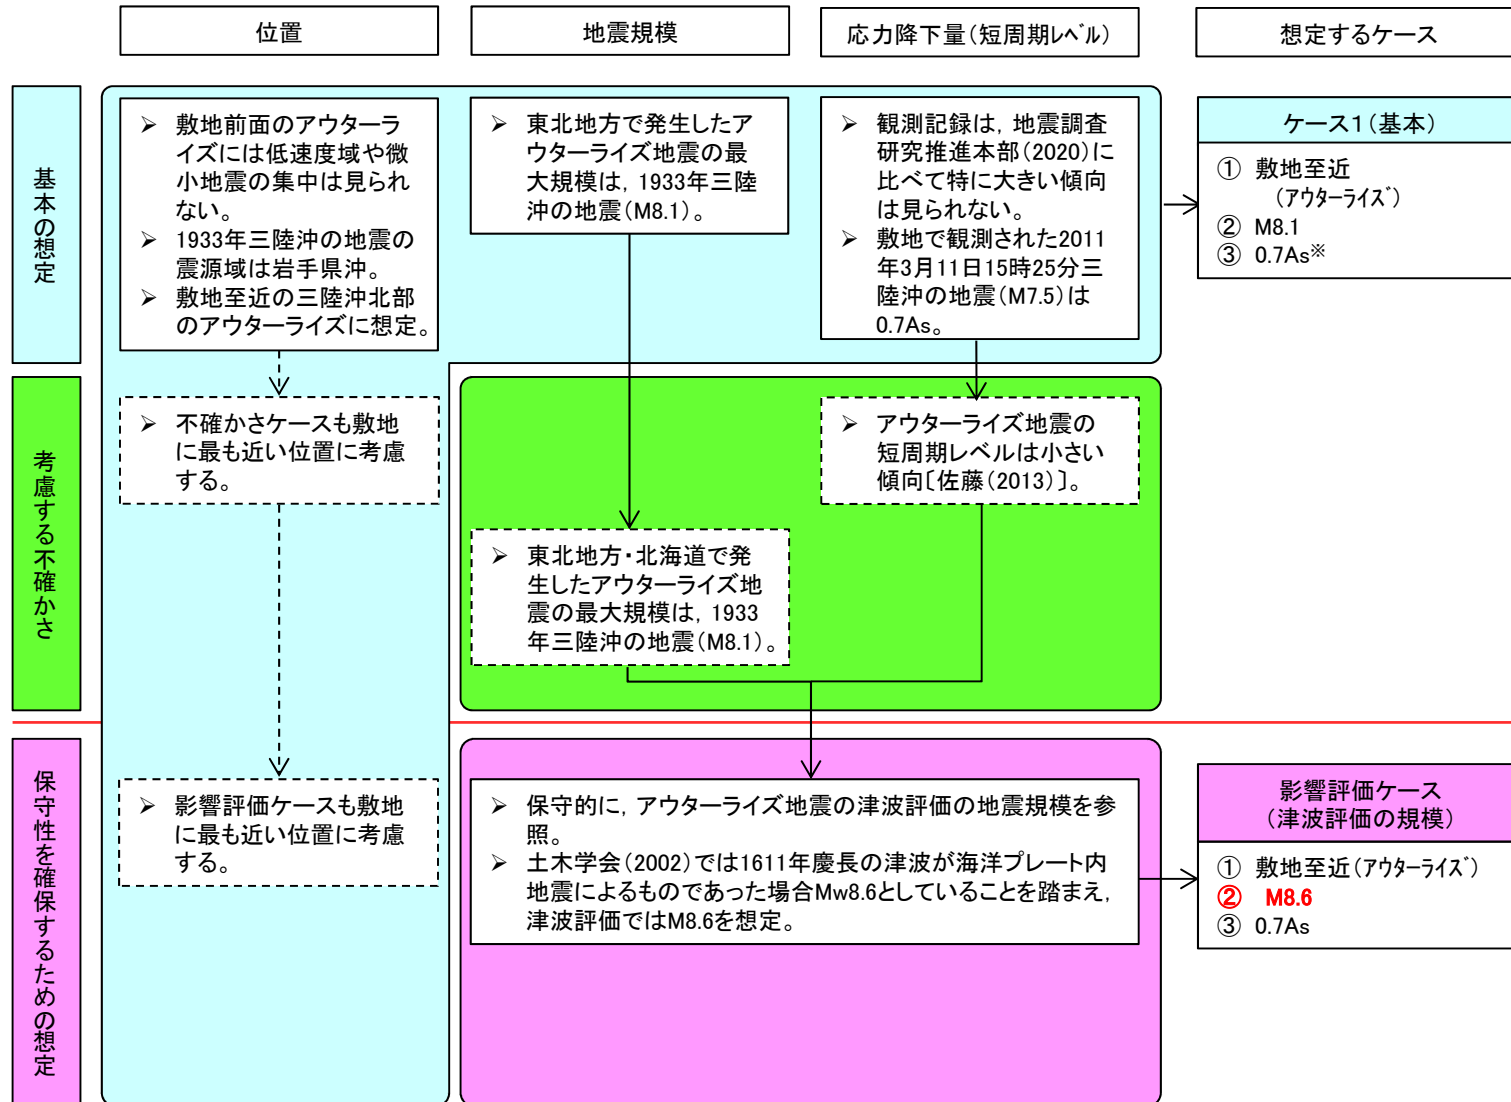 位置
地震規模
応力降下量(短周期ﾚﾍﾞﾙ)
想定するケース
基本の想定
➢ 敷地前面のアウターラ
イズには低速度域や微
小地震の集中は見られ
ない。
➢ 1933年三陸沖の地震の
震源域は岩手県沖。
➢ 敷地至近の三陸沖北部
のアウターライズに想定。
➢ 東北地方で発生したア
ウターライズ地震の最
大規模は，1933年三陸
沖の地震(M8.1)。
➢ 観測記録は，地震調査
研究推進本部(2020)に
比べて特に大きい傾向
は見られない。
➢ 敷地で観測された2011
年3月11日15時25分三
陸沖の地震(M7.5)は
0.7As。
ケース1(基本)
① 敷地至近
(ｱｳﾀｰﾗｲｽﾞ)
② M8.1
③ 0.7As※
考慮する不確かさ
➢ 不確かさケースも敷地
に最も近い位置に考慮
する。
➢ アウターライズ地震の
短周期レベルは小さい
傾向〔佐藤(2013)〕。
➢ 東北地方・北海道で発
生したアウターライズ地
震の最大規模は，1933
年三陸沖の地震(M8.1)。
保守性を確保するための想定
➢ 影響評価ケースも敷地
に最も近い位置に考慮
する。
➢ 保守的に，アウターライズ地震の津波評価の地震規模を参
照。
➢ 土木学会(2002)では1611年慶長の津波が海洋プレート内
地震によるものであった場合Mw8.6としていることを踏まえ，
津波評価ではM8.6を想定。
影響評価ケース
(津波評価の規模)
① 敷地至近(ｱｳﾀｰﾗｲｽﾞ)
② M8.6
③ 0.7As